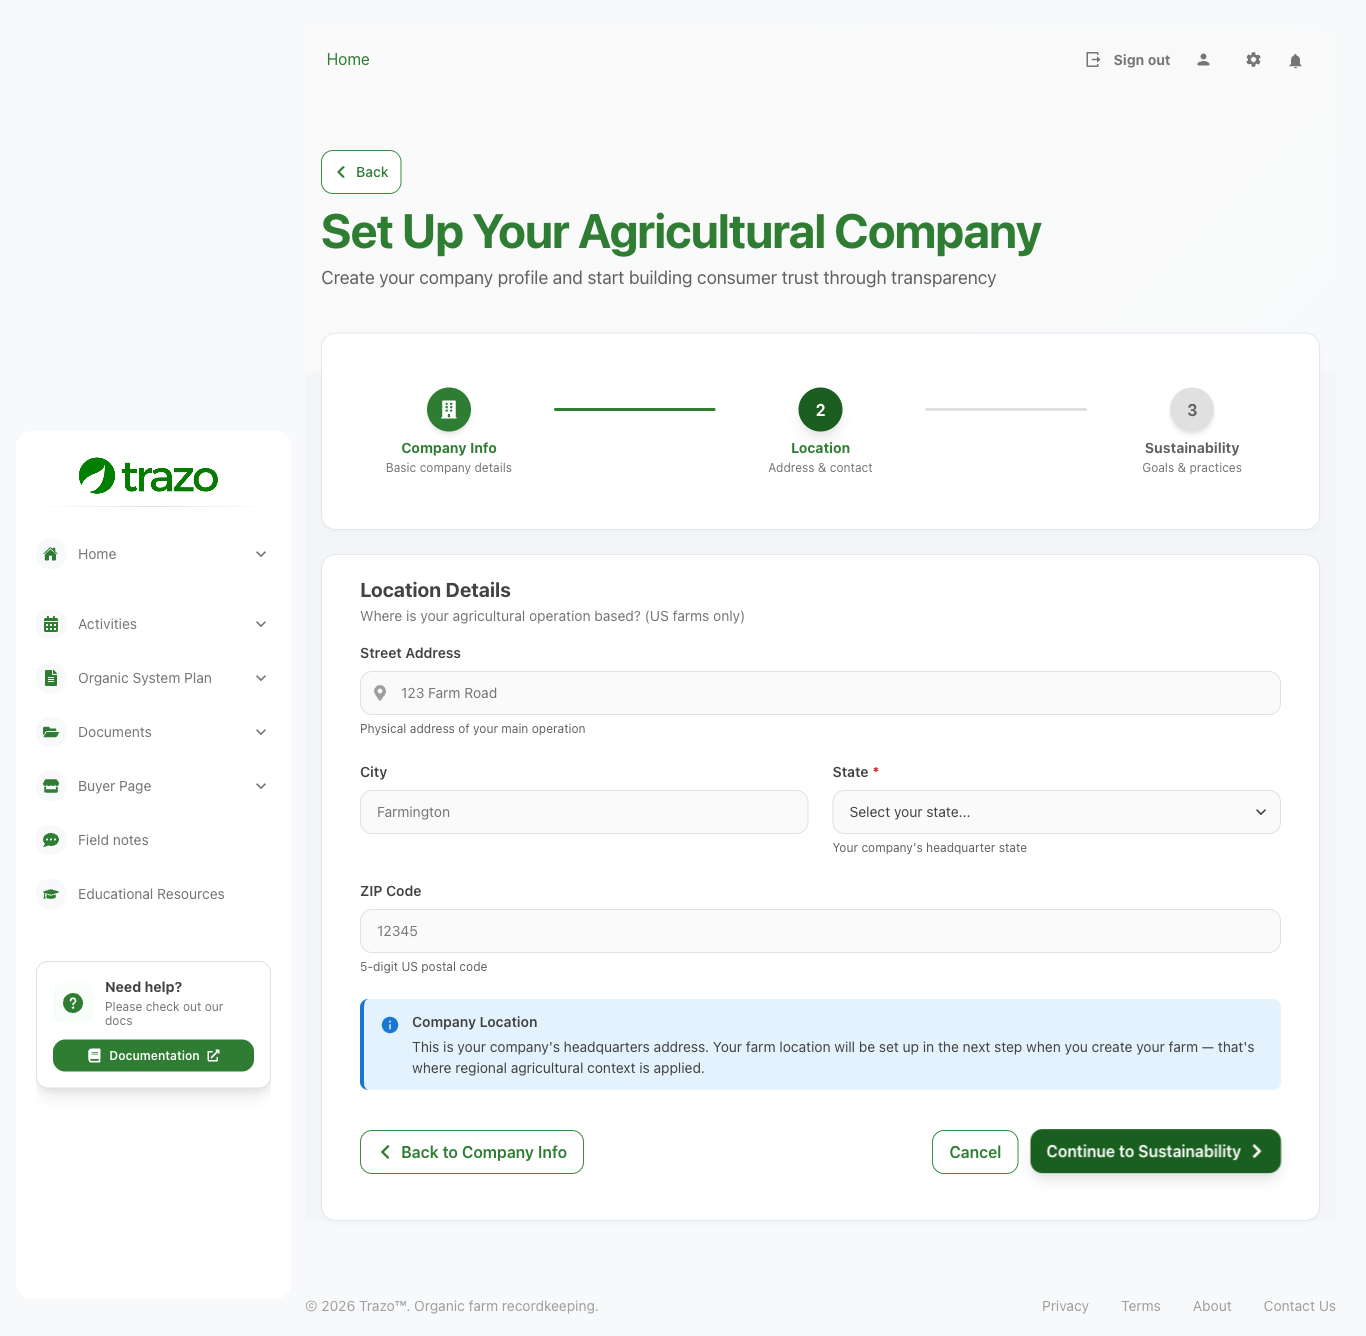 Home
Sign out
Back
Set Up Your Agricultural Company
Create your company profile and start building consumer trust through transparency
Company Info
Basic company details
2
Location
Address & contact
3
Sustainability
Goals & practices
trazo
Home
Activities
Organic System Plan
Documents
Buyer Page
Field notes
Educational Resources
Need help?
Please check out our
docs
Documentation
Location Details
Where is your agricultural operation based? (US farms only)
Street Address
123 Farm Road
Physical address of your main operation
City
Farmington
State *
Select your state...
Your company's headquarter state
ZIP Code
12345
5-digit US postal code
Company Location
This is your company's headquarters address. Your farm location will be set up in the next step when you create your farm — that's
where regional agricultural context is applied.
Back to Company Info
Cancel
Continue to Sustainability
© 2026 Trazo™. Organic farm recordkeeping.
Privacy
Terms
About
Contact Us